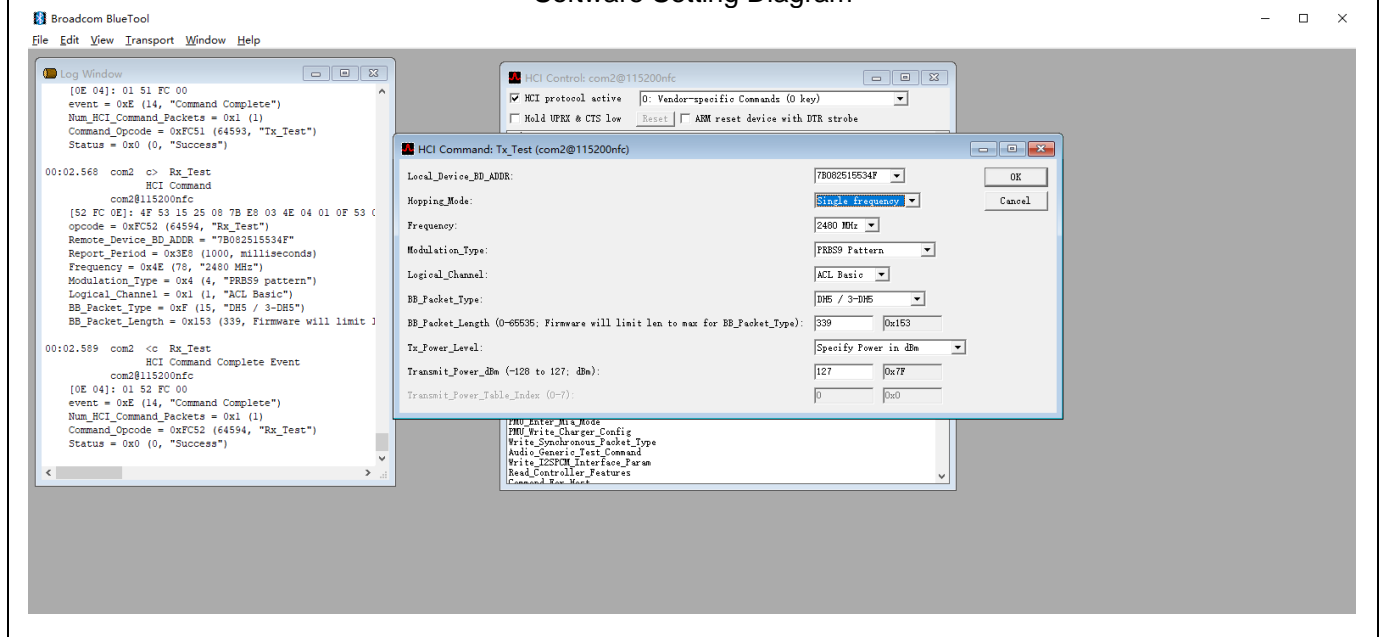 Software Setting Diagram
Broadcom BlueTool
File Edit View Transport Window Help
Log Window
[0E 04]: 01 51 FC 00
event = 0xE (14, "Command Complete")
Num_HCI_Command_Packets = 0x1 (1)
Command_Opcode = 0xFC51 (64593, "Tx_Test")
Status = 0x0 (0, "Success")
00:02.568 com2 c> Rx_Test
HCI Command
com2@115200nfc
[52 FC 0E]: 4F 53 15 25 08 7B E8 03 4E 04 01 0F 53
opcode = 0xFC52 (64594, "Rx_Test")
Remote_Device_BD_ADDR = "7B082515534F"
Report_Period = 0x3E8 (1000, milliseconds)
Frequency = 0x4E (78, "2480 MHz")
Modulation_Type = 0x4 (4, "PRBS9 pattern")
Logical_Channel = 0x1 (1, "ACL Basic")
BB_Packet_Type = 0xF (15, "DH5 / 3-DH5")
BB_Packet_Length = 0x153 (339, Firmware will limit
00:02.589 com2 <c Rx_Test
HCI Command Complete Event
com2@115200nfc
[0E 04]: 01 52 FC 00
event = 0xE (14, "Command Complete")
Num_HCI_Command_Packets = 0x1 (1)
Command_Opcode = 0xFC52 (64594, "Rx_Test")
Status = 0x0 (0, "Success")
HCI Control: com2@115200nfc
HCI protocol active 0: Vendor-specific Commands (0 key)
Hold UPRX & CTS low Reset ARM reset device with DTR strobe
HCI Command: Tx_Test (com2@115200nfc)
Local_Device_BD_ADDR: 7B082515534F OK
Hopping_Mode: Single frequency Cancel
Frequency: 2480 MHz
Modulation_Type: PRBS9 Pattern
Logical_Channel: ACL Basic
BB_Packet_Type: DH5 / 3-DH5
BB_Packet_Length (0-65535; Firmware will limit len to max for BB_Packet_Type): 339 0x153
Tx_Power_Level: Specify Power in dBm
Transmit_Power_dBm (-128 to 127; dBm): 127 0x7F
Transmit_Power_Table_Index (0-7): 0 0x0
PMU_Enter_Mia_Mode
PMU_Write_Charger_Config
Write_Synchronous_Packet_Type
Audio_Generic_Test_Command
Write_I2SPCM_Interface_Param
Read_Controller_Features